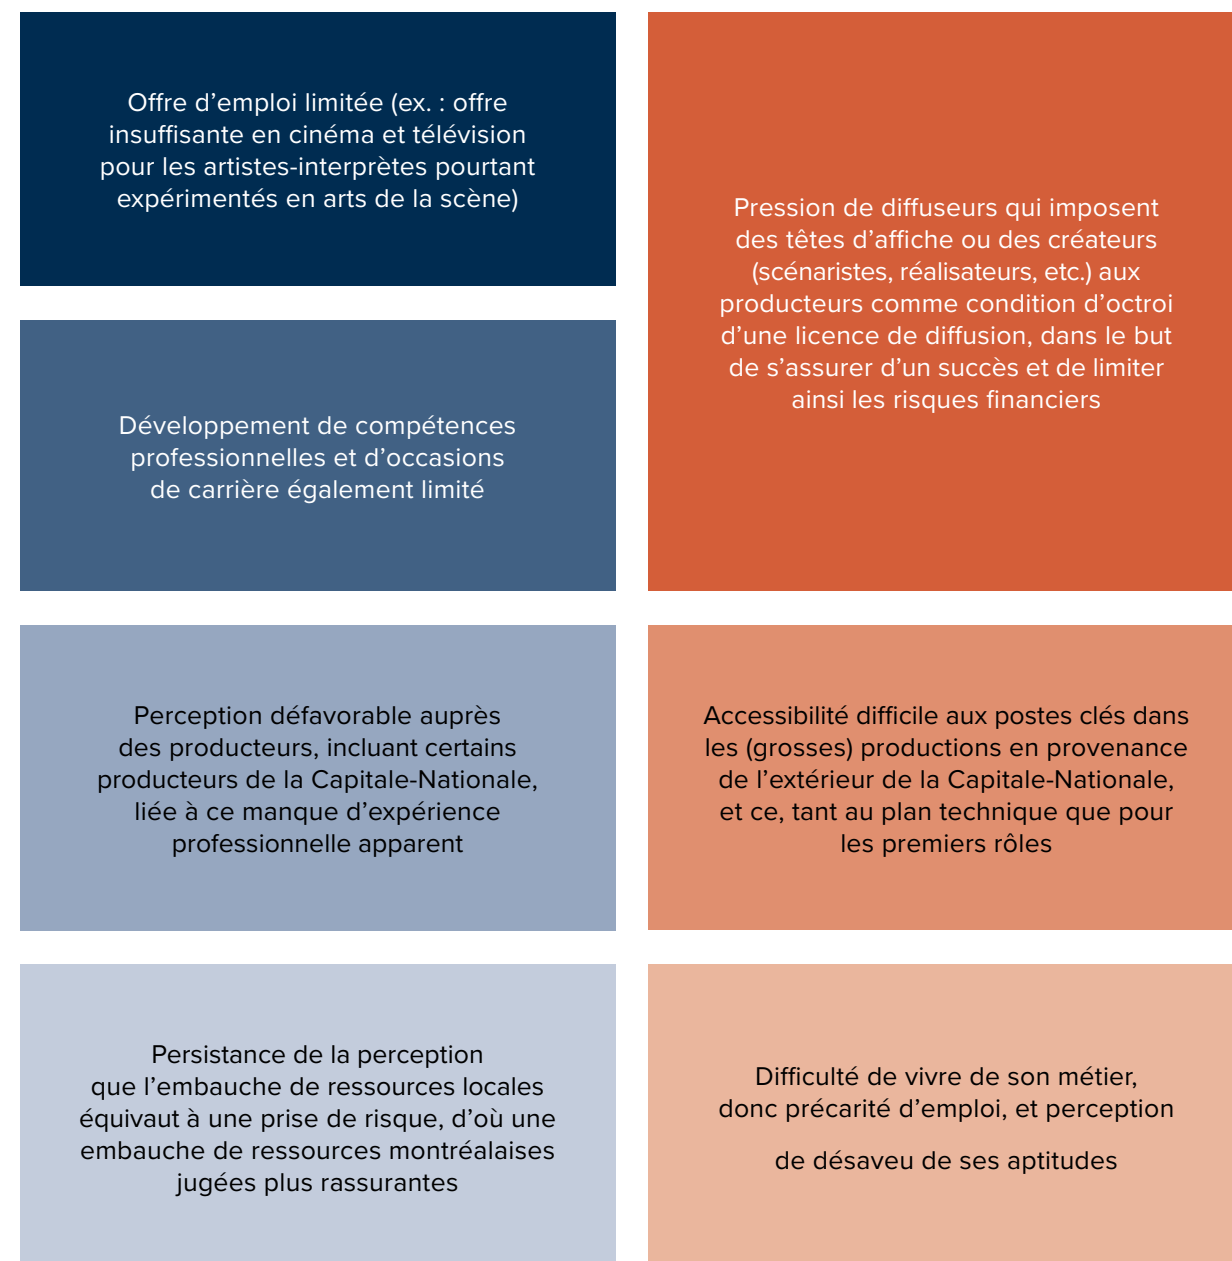 Offre d’emploi limitée (ex. : offre
insuffisante en cinéma et télévision
pour les artistes-interprètes pourtant
expérimentés en arts de la scène)
Développement de compétences
professionnelles et d’occasions
de carrière également limité
Perception défavorable auprès
des producteurs, incluant certains
producteurs de la Capitale-Nationale,
liée à ce manque d’expérience
professionnelle apparent
Persistance de la perception
que l’embauche de ressources locales
équivaut à une prise de risque, d’où une
embauche de ressources montréalaises
jugées plus rassurantes
Pression de diffuseurs qui imposent
des têtes d’affiche ou des créateurs
(scénaristes, réalisateurs, etc.) aux
producteurs comme condition d’octroi
d’une licence de diffusion, dans le but
de s’assurer d’un succès et de limiter
ainsi les risques financiers
Accessibilité difficile aux postes clés dans
les (grosses) productions en provenance
de l’extérieur de la Capitale-Nationale,
et ce, tant au plan technique que pour
les premiers rôles
Difficulté de vivre de son métier,
donc précarité d’emploi, et perception
de désaveu de ses aptitudes